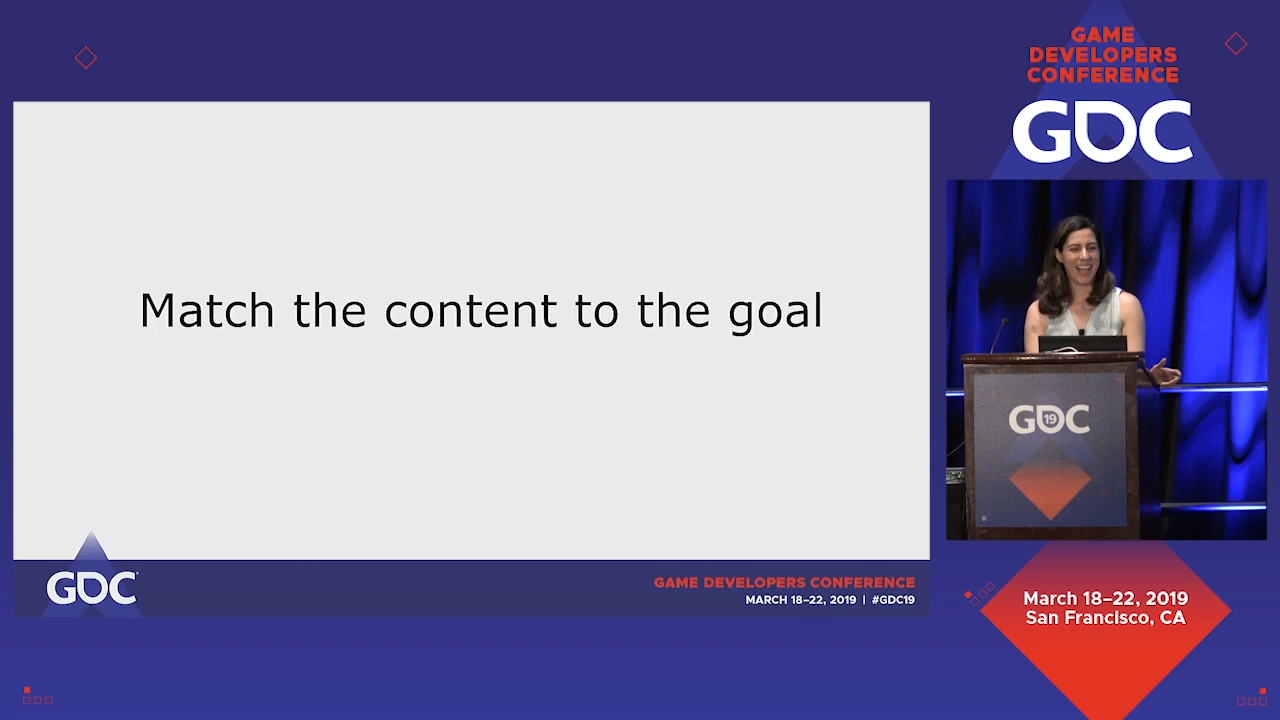 GAME
DEVELOPERS
CONFERENCE
GDC
Match the content to the goal
GDC
19
GDC
GAME DEVELOPERS CONFERENCE
MARCH 18–22, 2019 | #GDC19
March 18–22, 2019
San Francisco, CA